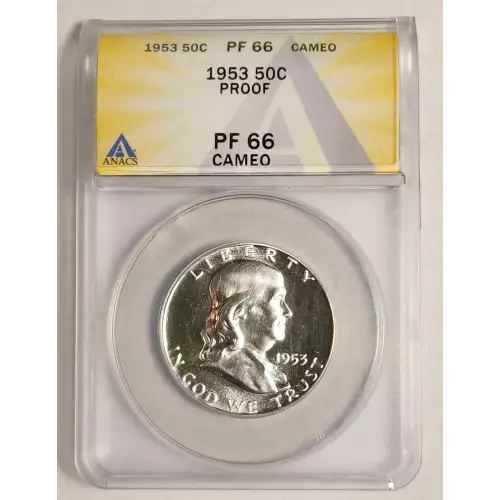 1953 50C PF 66 CAMEO
1953 50C
PROOF
PF 66
CAMEO
ANACS
LIBERTY
1953
IN GOD WE TRUST